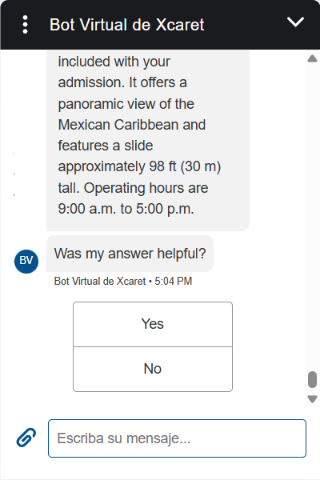 Bot Virtual de Xcaret
included with your
admission. It offers a
panoramic view of the
Mexican Caribbean and
features a slide
approximately 98 ft (30 m)
tall. Operating hours are
9:00 a.m. to 5:00 p.m.
BV
Was my answer helpful?
Bot Virtual de Xcaret • 5:04 PM
Yes
No
Escriba su mensaje...